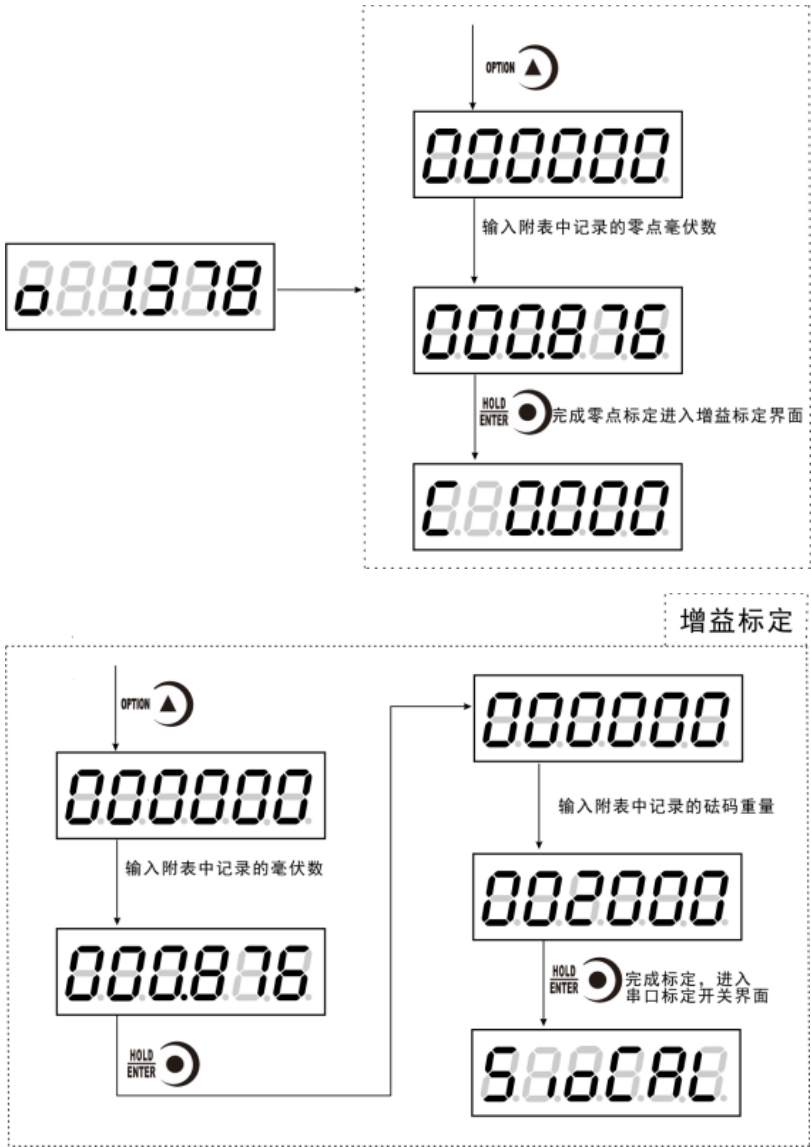 OPTION
000000
输入附表中记录的零点毫伏数
o 1.378
000.876
HOLD
ENTER
完成零点标定进入增益标定界面
C 0.000
增益标定
OPTION
000000
输入附表中记录的毫伏数
000.876
HOLD
ENTER
000000
输入附表中记录的砝码重量
002000
HOLD
ENTER
完成标定，进入
串口标定开关界面
SioCAL